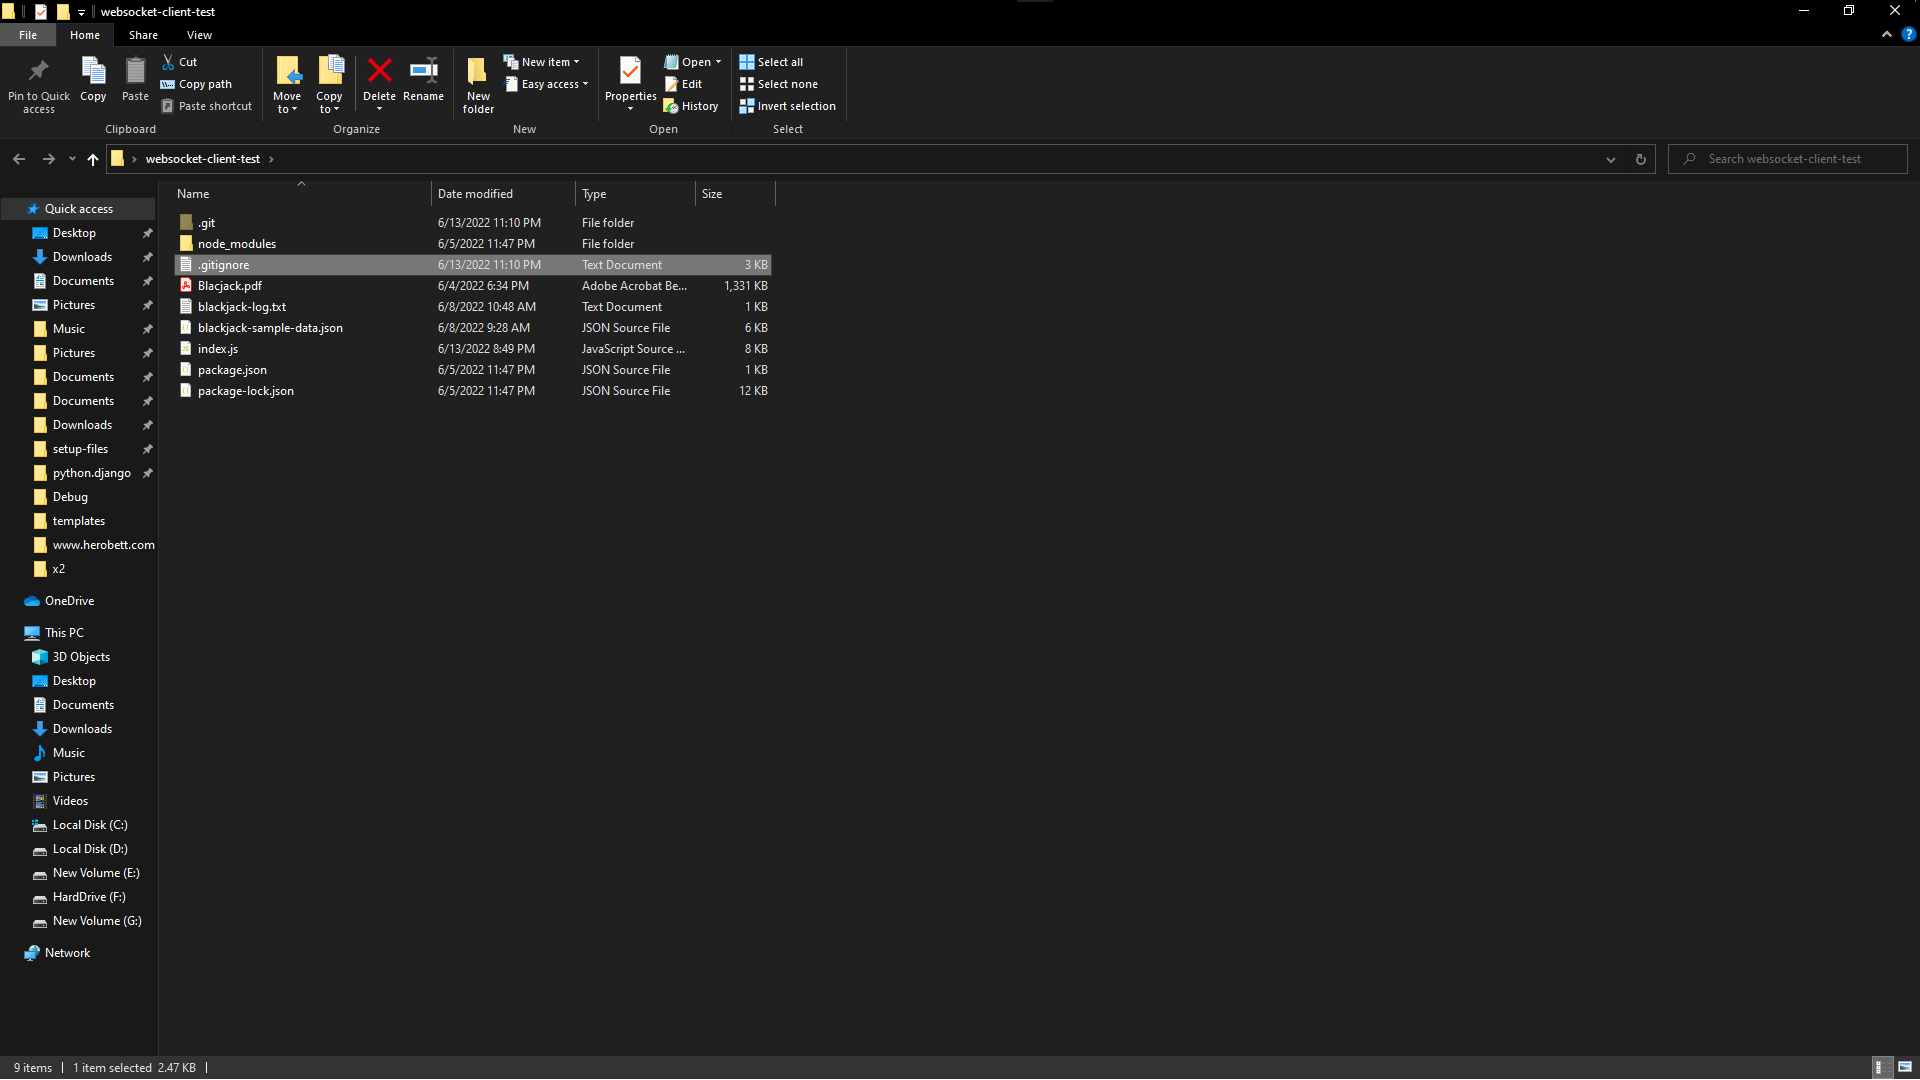 websocket-client-test
File Home Share View
Pin to Quick access
Copy
Paste
Cut
Copy path
Paste shortcut
Clipboard
Move to
Copy to
Delete
Rename
Organize
New folder
New item
Easy access
New
Properties
Open
Edit
History
Open
Select all
Select none
Invert selection
Select
websocket-client-test
Search websocket-client-test
Name Date modified Type Size
.git 6/13/2022 11:10 PM File folder
node_modules 6/5/2022 11:47 PM File folder
.gitignore 6/13/2022 11:10 PM Text Document 3 KB
Blacjack.pdf 6/4/2022 6:34 PM Adobe Acrobat Be... 1,331 KB
blackjack-log.txt 6/8/2022 10:48 AM Text Document 1 KB
blackjack-sample-data.json 6/8/2022 9:28 AM JSON Source File 6 KB
index.js 6/13/2022 8:49 PM JavaScript Source ... 8 KB
package.json 6/5/2022 11:47 PM JSON Source File 1 KB
package-lock.json 6/5/2022 11:47 PM JSON Source File 12 KB
Quick access
Desktop
Downloads
Documents
Pictures
Music
Pictures
Documents
Documents
Downloads
setup-files
python.django
Debug
templates
www.herobett.com
x2
OneDrive
This PC
3D Objects
Desktop
Documents
Downloads
Music
Pictures
Videos
Local Disk (C:)
Local Disk (D:)
New Volume (E:)
HardDrive (F:)
New Volume (G:)
Network
9 items 1 item selected 2.47 KB